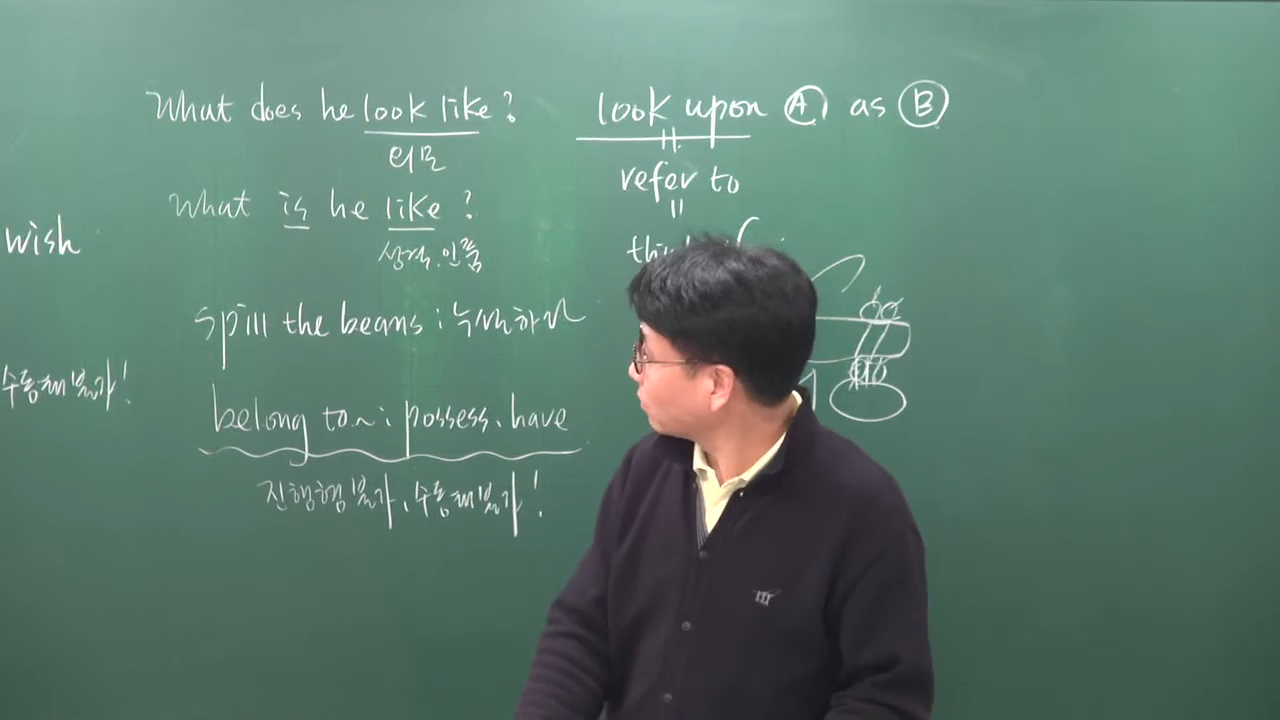 What does he look like?
외모
What is he like?
성격.인품
spill the beans : 누설하다
belong to~ : possess, have
진행형불가, 수동태불가!
wish
수동태불가!
look upon Ⓐ as Ⓑ
||
refer to
||